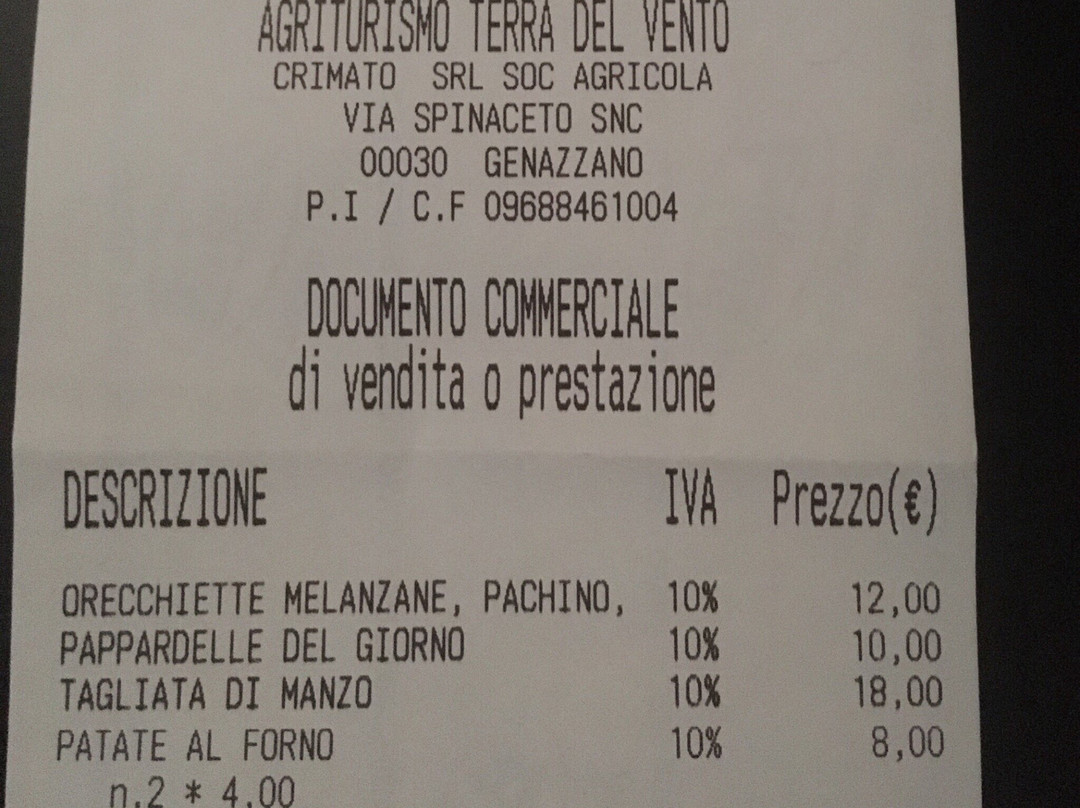 AGRITURISMO TERRA DEL VENTO
CRIMATO SRL SOC AGRICOLA
VIA SPINACETO SNC
00030 GENAZZANO
P.I / C.F 09688461004
DOCUMENTO COMMERCIALE
di vendita o prestazione
DESCRIZIONE IVA Prezzo(€)
ORECCHIETTE MELANZANE, PACHINO, 10% 12,00
PAPPARDELLE DEL GIORNO 10% 10,00
TAGLIATA DI MANZO 10% 18,00
PATATE AL FORNO 10% 8,00
n.2 * 4,00